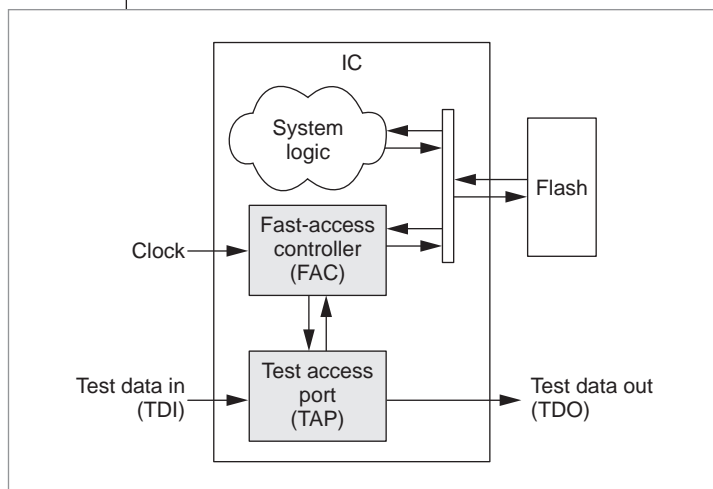 IC
System
logic
Flash
Fast-access
controller
(FAC)
Clock
Test data in
(TDI)
Test access
port
(TAP)
Test data out
(TDO)